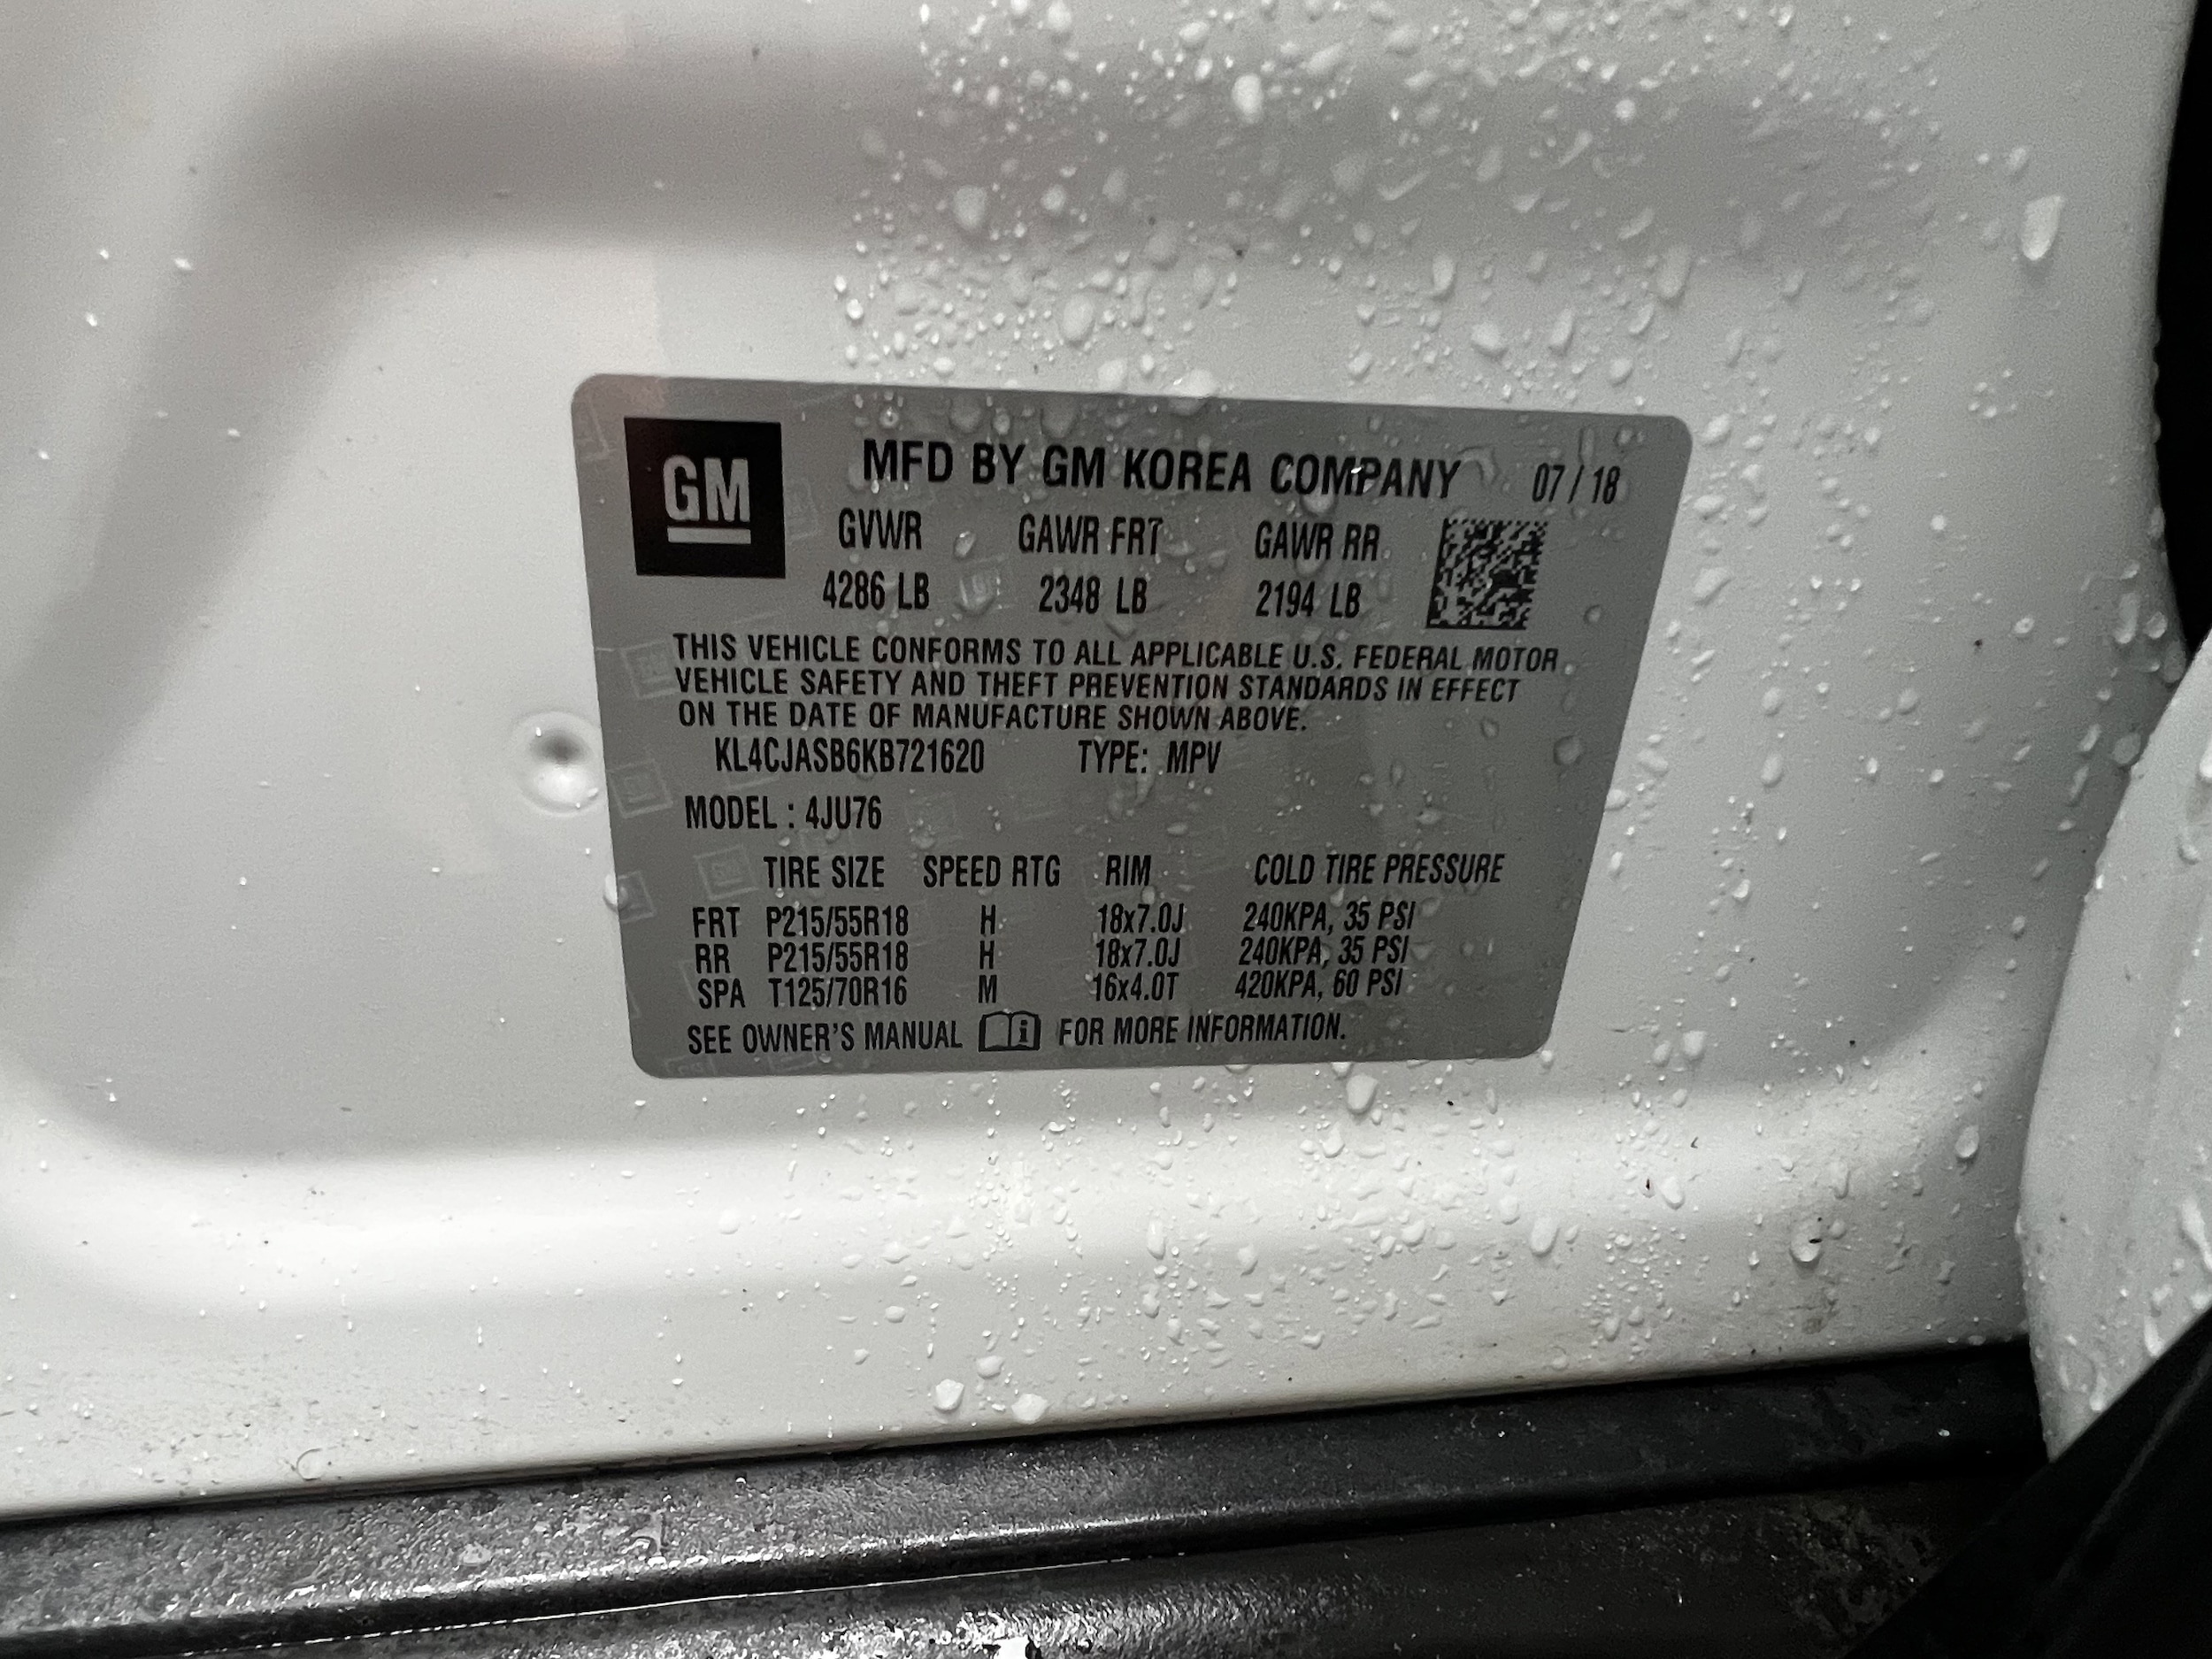 GM
MFD BY GM KOREA COMPANY 07/18
GVWR GAWR FRT GAWR RR
4286 LB 2348 LB 2194 LB
THIS VEHICLE CONFORMS TO ALL APPLICABLE U.S. FEDERAL MOTOR
VEHICLE SAFETY AND THEFT PREVENTION STANDARDS IN EFFECT
ON THE DATE OF MANUFACTURE SHOWN ABOVE.
KL4CJASB6KB721620 TYPE: MPV
MODEL : 4JU76
TIRE SIZE SPEED RTG RIM COLD TIRE PRESSURE
FRT P215/55R18 H 18x7.0J 240KPA, 35 PSI
RR P215/55R18 H 18x7.0J 240KPA, 35 PSI
SPA T125/70R16 M 16x4.0T 420KPA, 60 PSI
SEE OWNER'S MANUAL i FOR MORE INFORMATION.